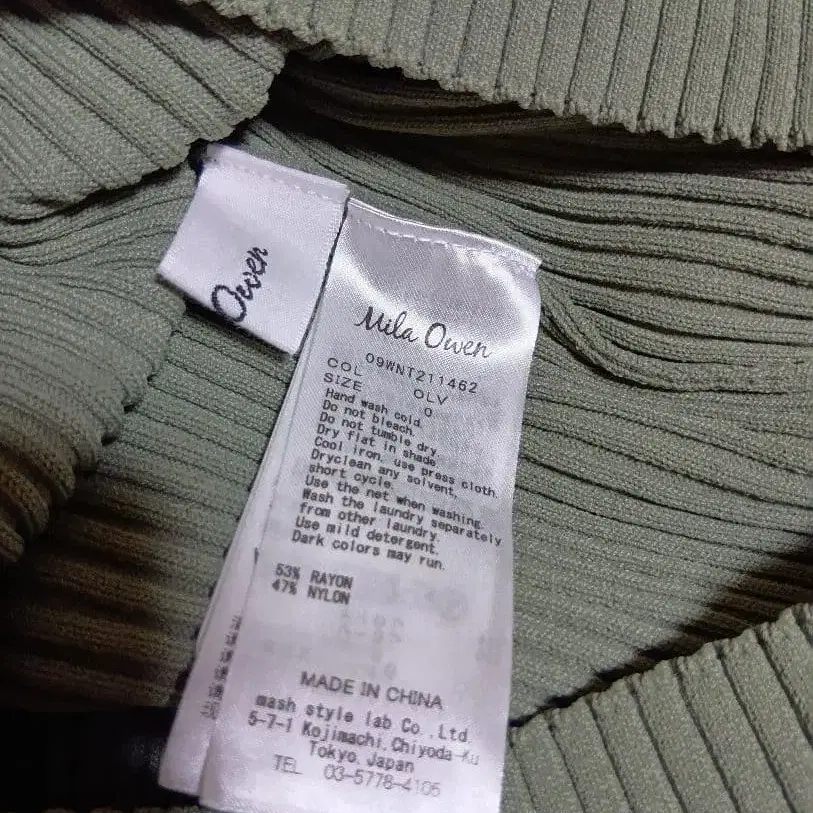 Owen
Mila Owen
09WNT211462
COL OLV
SIZE 0
Hand wash cold.
Do not bleach.
Do not tumble dry.
Dry flat in shade.
Cool iron, use press cloth.
Dryclean any solvent,
short cycle.
Use the net when washing.
Wash the laundry separately
from other laundry.
Use mild detergent.
Dark colors may run.
53% RAYON
47% NYLON
MADE IN CHINA
mash style lab Co.,Ltd.
5-7-1 Kojimachi,Chiyoda-Ku
Tokyo,Japan
TEL 03-5778-4105